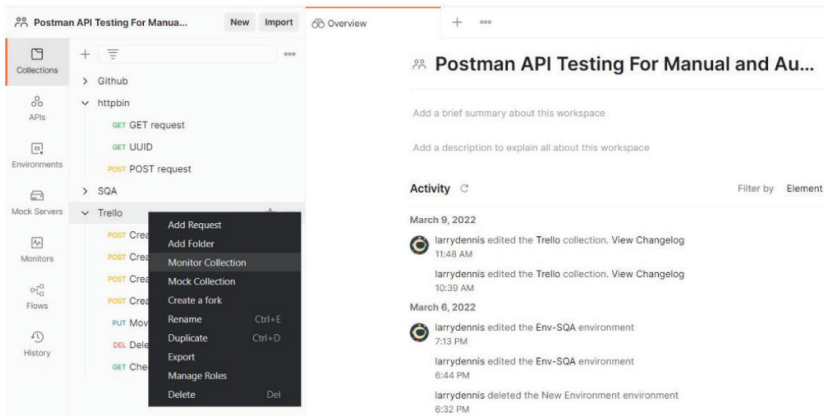 Postman API Testing For Manua... New Import
Overview
Collections
APIs
Environments
Mock Servers
Monitors
Flows
History
Github
httpbin
GET GET request
GET UUID
POST POST request
SQA
Trello
POST Crea
POST Crea
POST Crea
POST Crea
PUT Mov
DEL Dele
GET Che
Add Request
Add Folder
Monitor Collection
Mock Collection
Create a fork
Rename Ctrl+E
Duplicate Ctrl+D
Export
Manage Roles
Delete Del
Postman API Testing For Manual and Au...
Add a brief summary about this workspace
Add a description to explain all about this workspace
Activity Filter by Element
March 9, 2022
larrydennis edited the Trello collection. View Changelog
11:48 AM
larrydennis edited the Trello collection. View Changelog
10:39 AM
March 6, 2022
larrydennis edited the Env-SQA environment
7:13 PM
larrydennis edited the Env-SQA environment
6:44 PM
larrydennis deleted the New Environment environment
6:32 PM